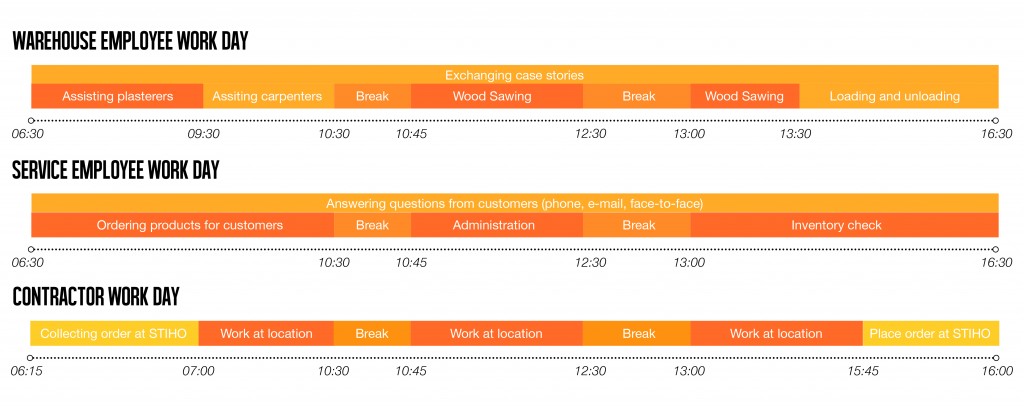 WAREHOUSE EMPLOYEE WORK DAY
Exchanging case stories
Assisting plasterers Assiting carpenters Break Wood Sawing Break Wood Sawing Loading and unloading
06:30 09:30 10:30 10:45 12:30 13:00 13:30 16:30
SERVICE EMPLOYEE WORK DAY
Answering questions from customers (phone, e-mail, face-to-face)
Ordering products for customers Break Administration Break Inventory check
06:30 10:30 10:45 12:30 13:00 16:30
CONTRACTOR WORK DAY
Collecting order at STIHO Work at location Break Work at location Break Work at location Place order at STIHO
06:15 07:00 10:30 10:45 12:30 13:00 15:45 16:00